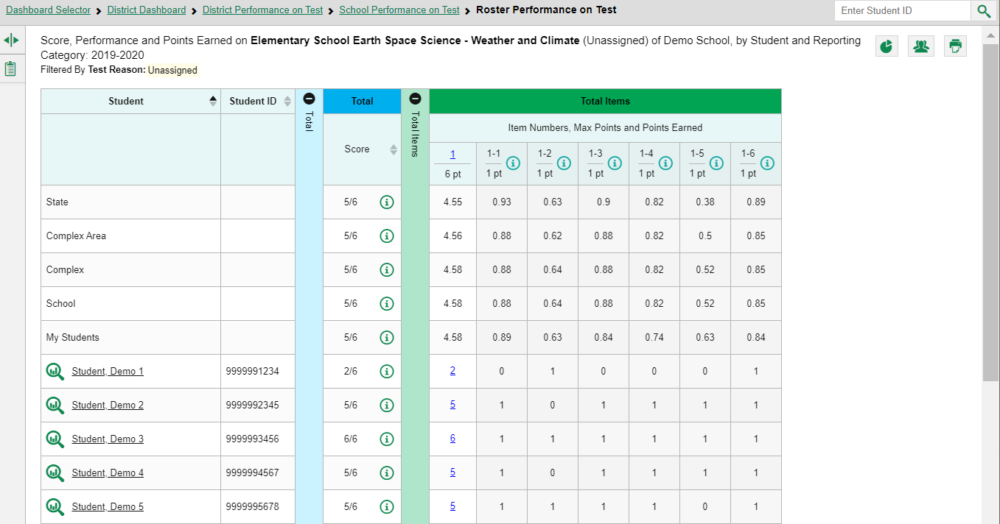 Dashboard Selector > District Dashboard > District Performance on Test > School Performance on Test > Roster Performance on Test
Enter Student ID
Score, Performance and Points Earned on Elementary School Earth Space Science - Weather and Climate (Unassigned) of Demo School, by Student and Reporting
Category: 2019-2020
Filtered By Test Reason: Unassigned
Student Student ID Total Total Total Items Total Items
Item Numbers, Max Points and Points Earned
Score
1 1-1 1-2 1-3 1-4 1-5 1-6
6 pt 1 pt 1 pt 1 pt 1 pt 1 pt 1 pt
State 5/6 4.55 0.93 0.63 0.9 0.82 0.38 0.89
Complex Area 5/6 4.56 0.88 0.62 0.88 0.82 0.5 0.85
Complex 5/6 4.58 0.88 0.64 0.88 0.82 0.52 0.85
School 5/6 4.58 0.88 0.64 0.88 0.82 0.52 0.85
My Students 5/6 4.58 0.89 0.63 0.84 0.74 0.63 0.84
Student, Demo 1 9999991234 2/6 2 0 1 0 0 0 1
Student, Demo 2 9999992345 5/6 5 1 0 1 1 1 1
Student, Demo 3 9999993456 6/6 6 1 1 1 1 1 1
Student, Demo 4 9999994567 5/6 5 1 0 1 1 1 1
Student, Demo 5 9999995678 5/6 5 1 1 1 1 0 1